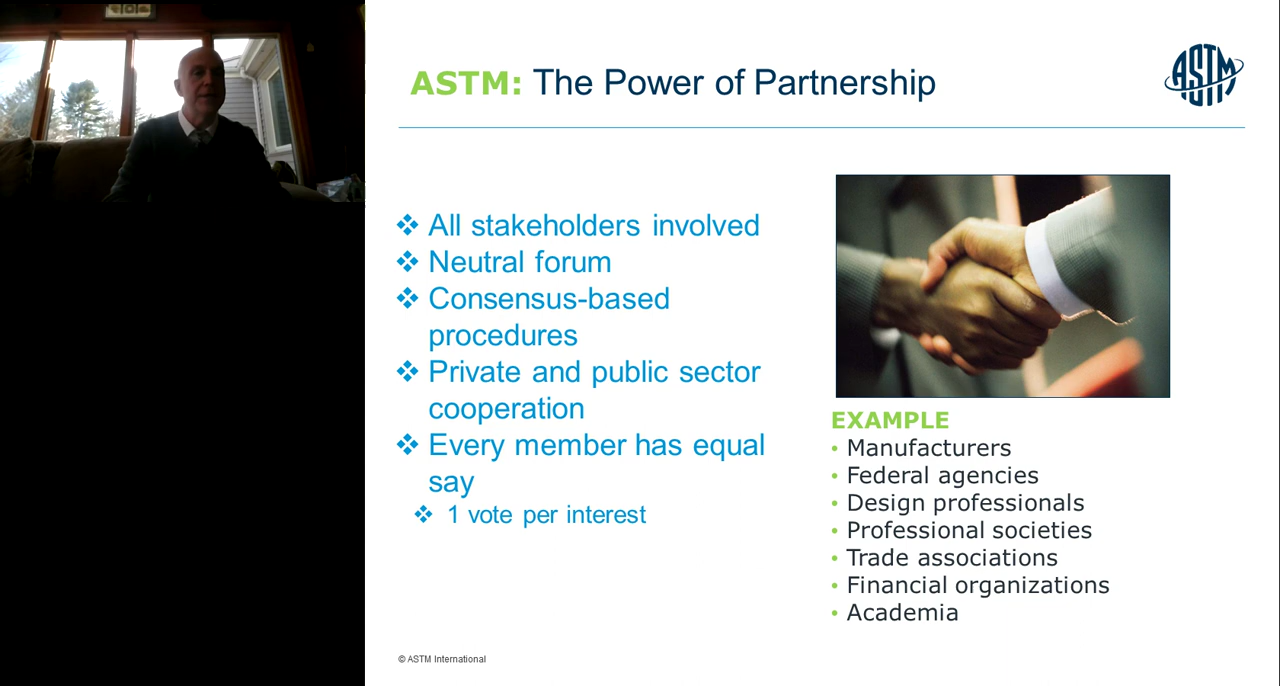 ASTM: The Power of Partnership
ASTM
❖ All stakeholders involved
❖ Neutral forum
❖ Consensus-based
procedures
❖ Private and public sector
cooperation
❖ Every member has equal
say
❖ 1 vote per interest
EXAMPLE
• Manufacturers
• Federal agencies
• Design professionals
• Professional societies
• Trade associations
• Financial organizations
• Academia
© ASTM International